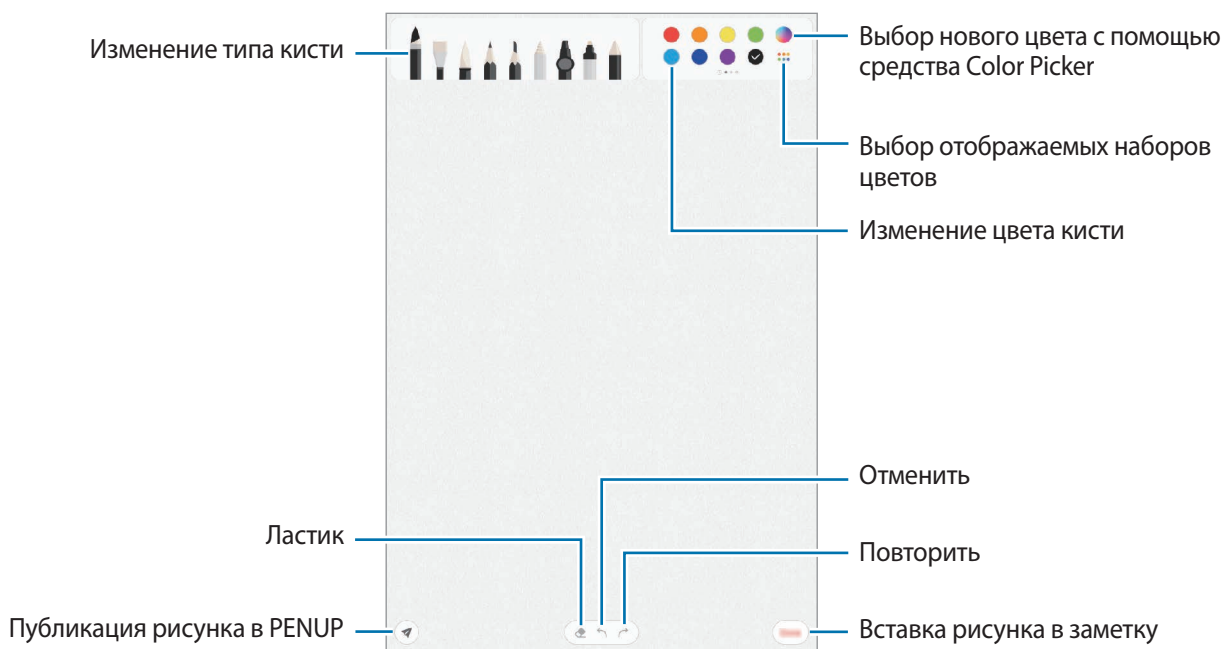 Изменение типа кисти
Выбор нового цвета с помощью
средства Color Picker
Выбор отображаемых наборов
цветов
Изменение цвета кисти
Отменить
Ластик
Повторить
Публикация рисунка в PENUP
Вставка рисунка в заметку